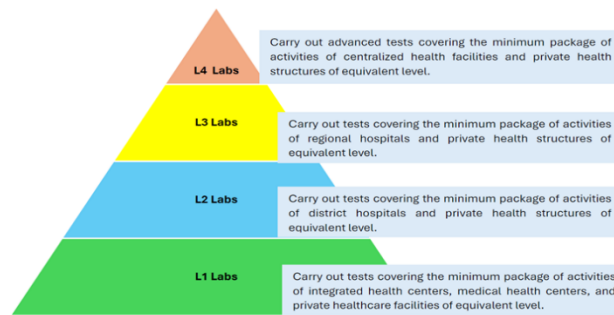 L4 Labs
Carry out advanced tests covering the minimum package of
activities of centralized health facilities and private health
structures of equivalent level.
L3 Labs
Carry out tests covering the minimum package of activities
of regional hospitals and private health structures of
equivalent level.
L2 Labs
Carry out tests covering the minimum package of activities
of district hospitals and private health structures of
equivalent level.
L1 Labs
Carry out tests covering the minimum package of activities
of integrated health centers, medical health centers, and
private healthcare facilities of equivalent level.